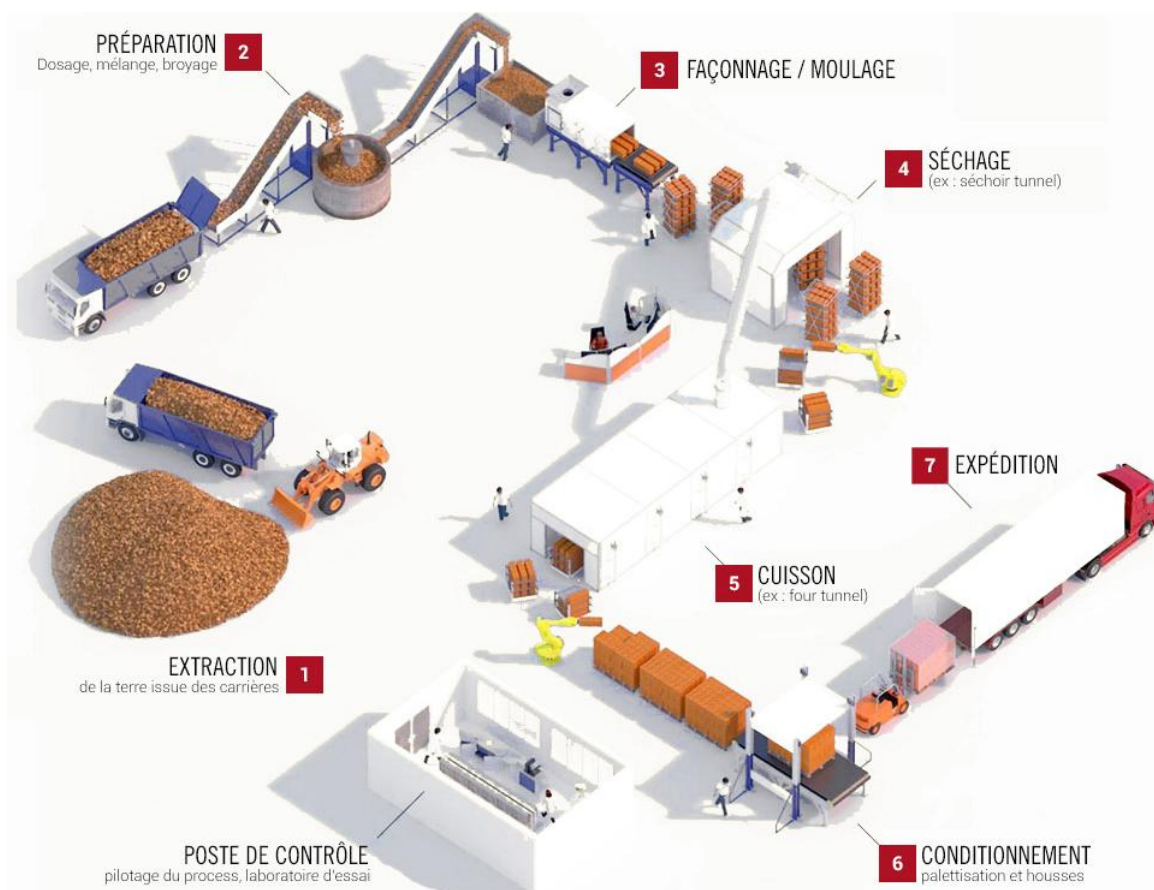 PRÉPARATION
Dosage, mélange, broyage
2
3
FAÇONNAGE / MOULAGE
4
SÉCHAGE
(ex : séchoir tunnel)
7
EXPÉDITION
5
CUISSON
(ex : four tunnel)
EXTRACTION
de la terre issue des carrières
1
POSTE DE CONTRÔLE
pilotage du process, laboratoire d'essai
6
CONDITIONNEMENT
palettisation et housses